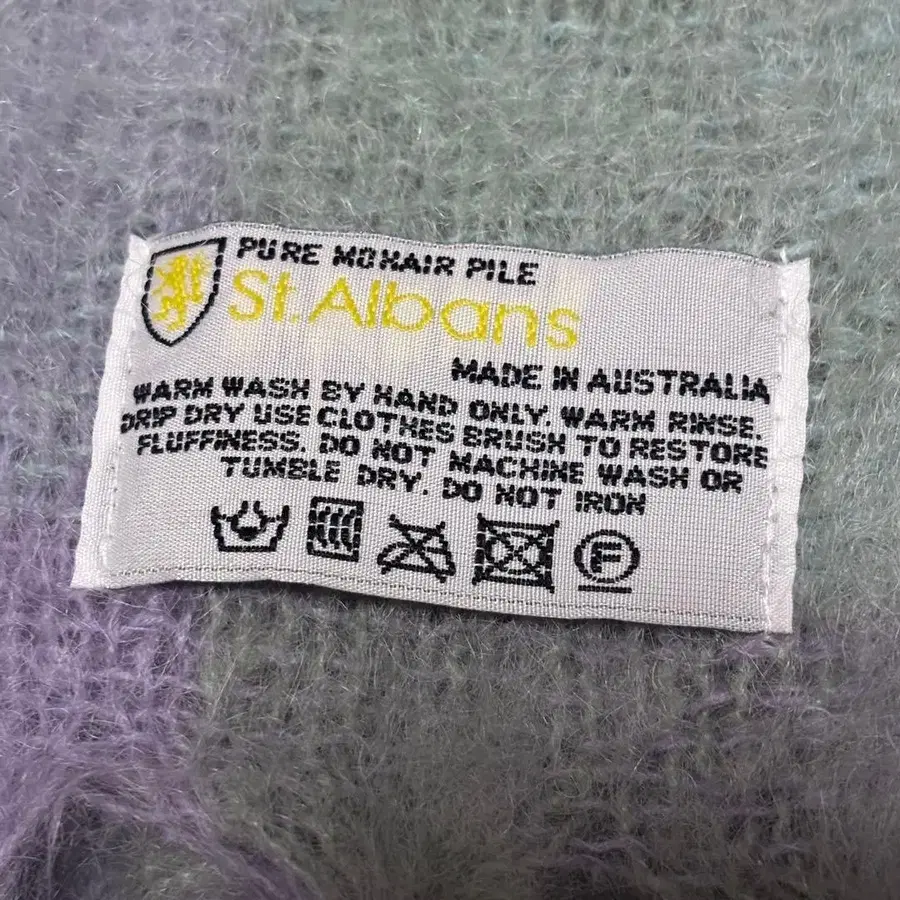 PURE MOHAIR PILE
St. Albans
MADE IN AUSTRALIA
WARM WASH BY HAND ONLY. WARM RINSE.
DRIP DRY USE CLOTHES BRUSH TO RESTORE
FLUFFINESS. DO NOT MACHINE WASH OR
TUMBLE DRY. DO NOT IRON
F